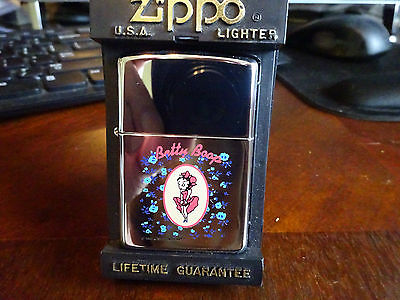 Zippo ®
U.S.A. LIGHTER
Betty Boop
LIFETIME GUARANTEE